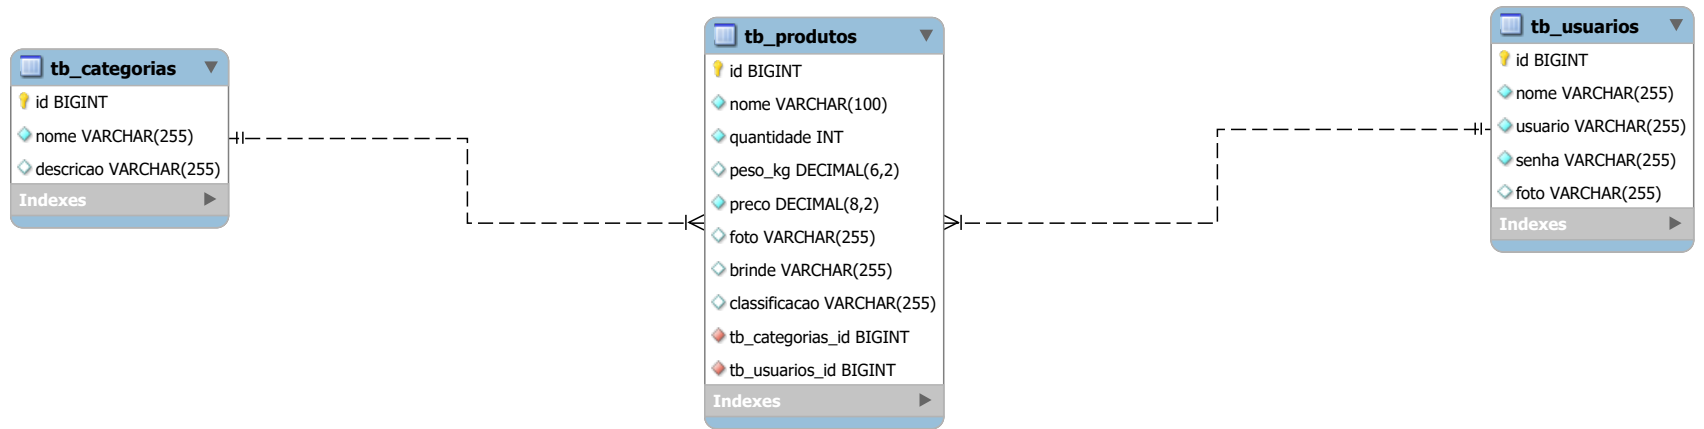 tb_categorias
id BIGINT
nome VARCHAR(255)
descricao VARCHAR(255)
Indexes
tb_produtos
id BIGINT
nome VARCHAR(100)
quantidade INT
peso_kg DECIMAL(6,2)
preco DECIMAL(8,2)
foto VARCHAR(255)
brinde VARCHAR(255)
classificacao VARCHAR(255)
tb_categorias_id BIGINT
tb_usuarios_id BIGINT
Indexes
tb_usuarios
id BIGINT
nome VARCHAR(255)
usuario VARCHAR(255)
senha VARCHAR(255)
foto VARCHAR(255)
Indexes